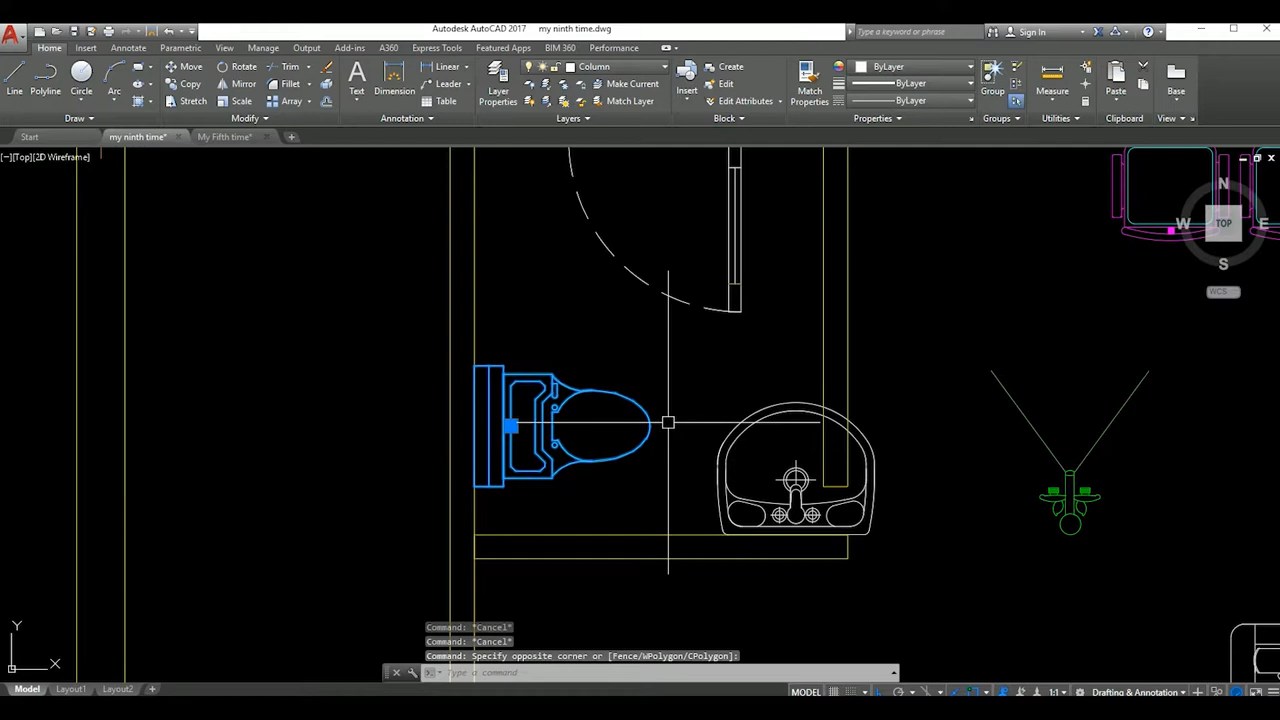 Autodesk AutoCAD 2017 my ninth time.dwg
Type a keyword or phrase
Sign In
Home Insert Annotate Parametric View Manage Output Add-ins A360 Express Tools Featured Apps BIM 360 Performance
Line Polyline Circle Arc
Move Rotate Trim
Copy Mirror Fillet
Stretch Scale Array
Text Dimension
Linear
Leader
Table
Layer Properties
Column
Make Current
Match Layer
Insert
Create
Edit
Edit Attributes
Match Properties
ByLayer
ByLayer
ByLayer
Group
Measure
Paste
Base
Draw Modify Annotation Layers Block Properties Groups Utilities Clipboard View
Start my ninth time* My Fifth time*
[−][Top][2D Wireframe]
N
W TOP E
S
WCS
Y
X
Command: *Cancel*
Command: *Cancel*
Command: Specify opposite corner or [Fence/WPolygon/CPolygon]:
Type a command
Model Layout1 Layout2 +
MODEL 1:1 Drafting & Annotation